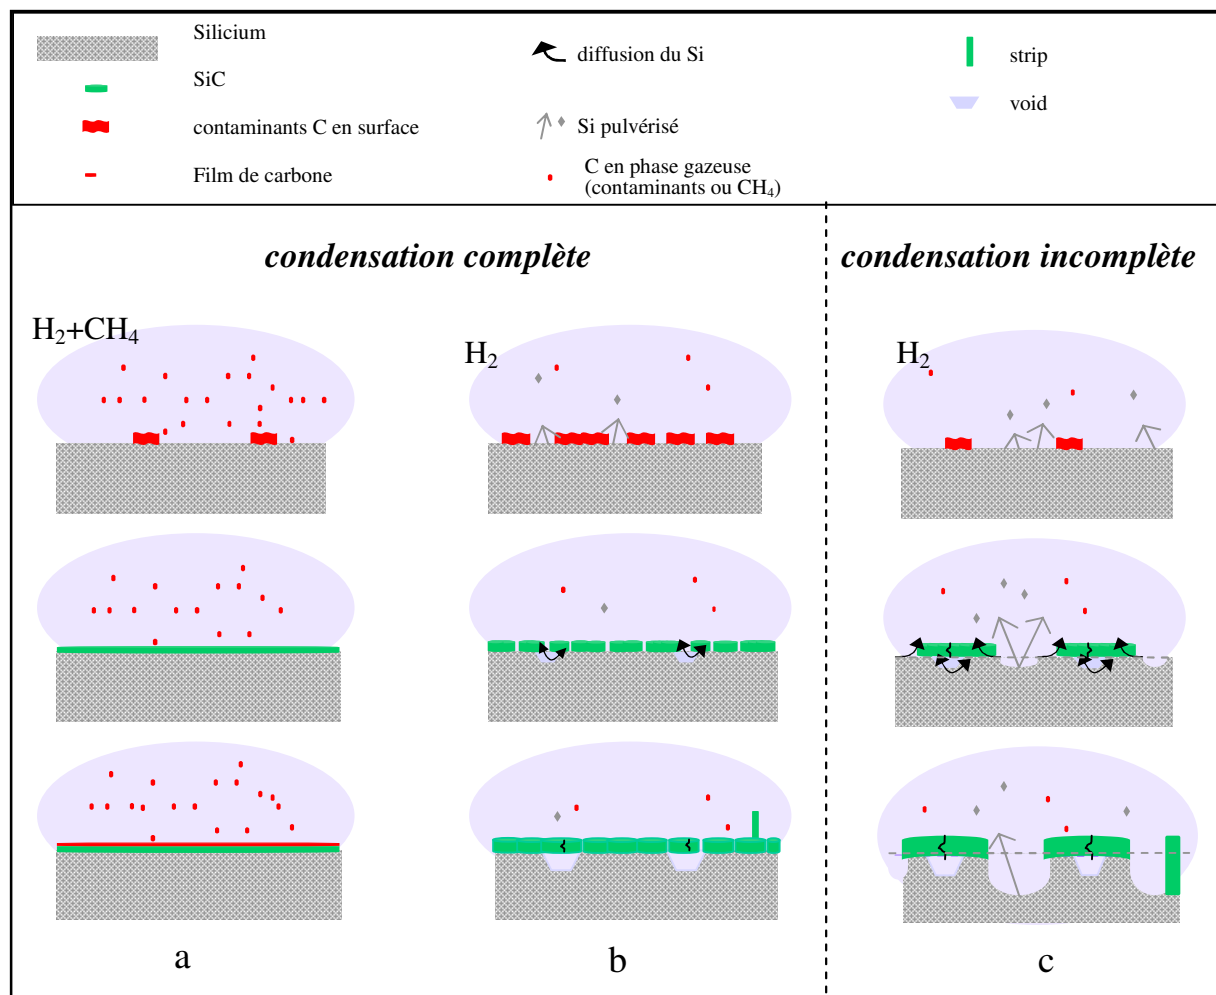 Silicium
SiC
contaminants C en surface
Film de carbone
diffusion du Si
Si pulvérisé
C en phase gazeuse
(contaminants ou CH₄)
strip
void
condensation complète
condensation incomplète
H₂+CH₄
H₂
H₂
a
b
c